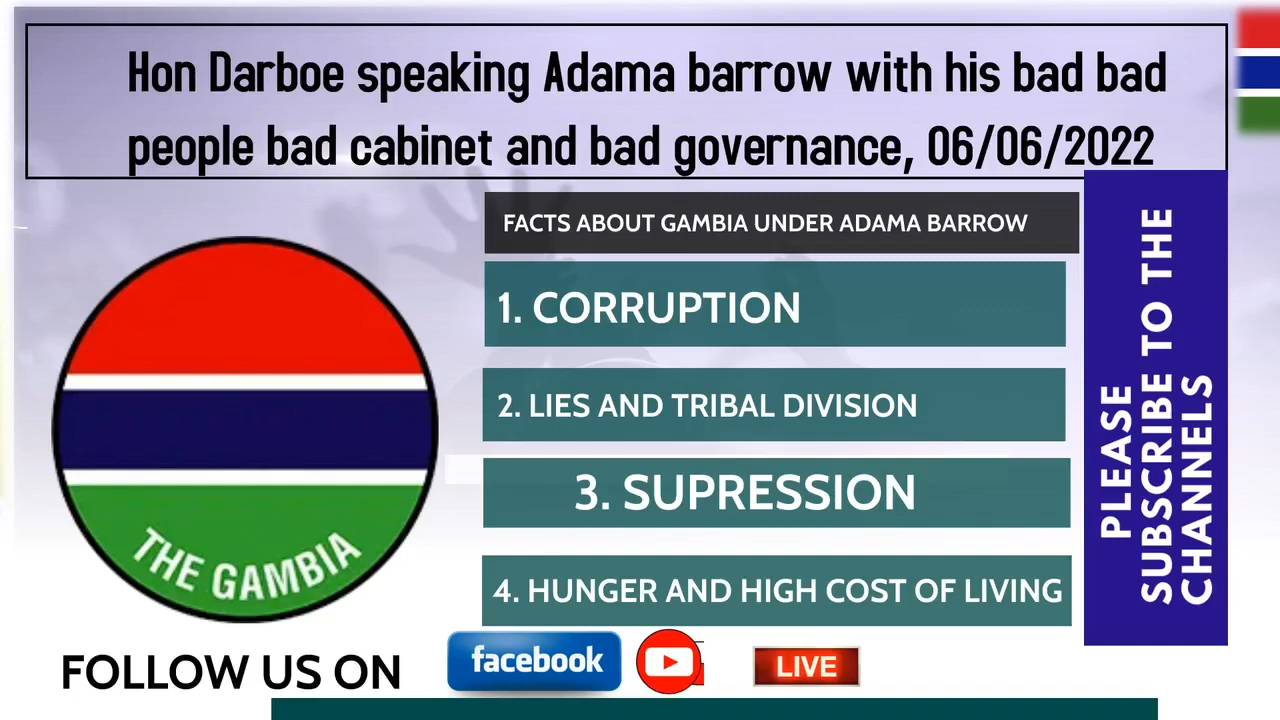 Hon Darboe speaking Adama barrow with his bad bad
people bad cabinet and bad governance, 06/06/2022
FACTS ABOUT GAMBIA UNDER ADAMA BARROW
1. CORRUPTION
2. LIES AND TRIBAL DIVISION
3. SUPRESSION
4. HUNGER AND HIGH COST OF LIVING
PLEASE
SUBSCRIBE TO THE
CHANNELS
THE GAMBIA
FOLLOW US ON
facebook
LIVE